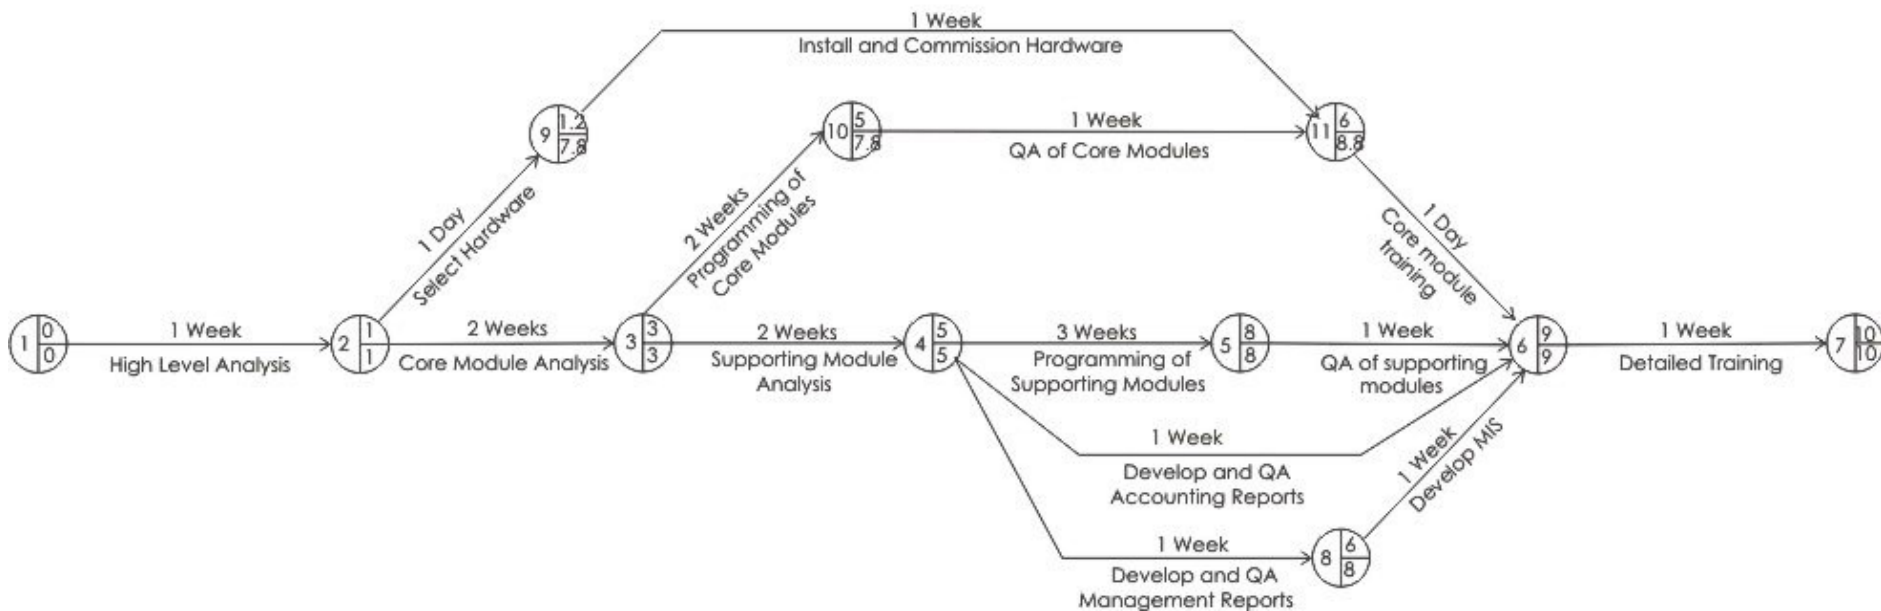 1 Week
Install and Commission Hardware
9 1.2
7.8
10 5
7.8
1 Week
QA of Core Modules
11 6
8.8
1 Day
Select Hardware
2 Weeks
Programming of
Core Modules
1 Day
Core module
training
1 0
0
1 Week
High Level Analysis
2 1
1
2 Weeks
Core Module Analysis
3 3
3
2 Weeks
Supporting Module
Analysis
4 5
5
3 Weeks
Programming of
Supporting Modules
5 8
8
1 Week
QA of supporting
modules
6 9
9
1 Week
Detailed Training
7 10
10
1 Week
Develop and QA
Accounting Reports
1 Week
Develop MIS
1 Week
Develop and QA
Management Reports
8 6
8